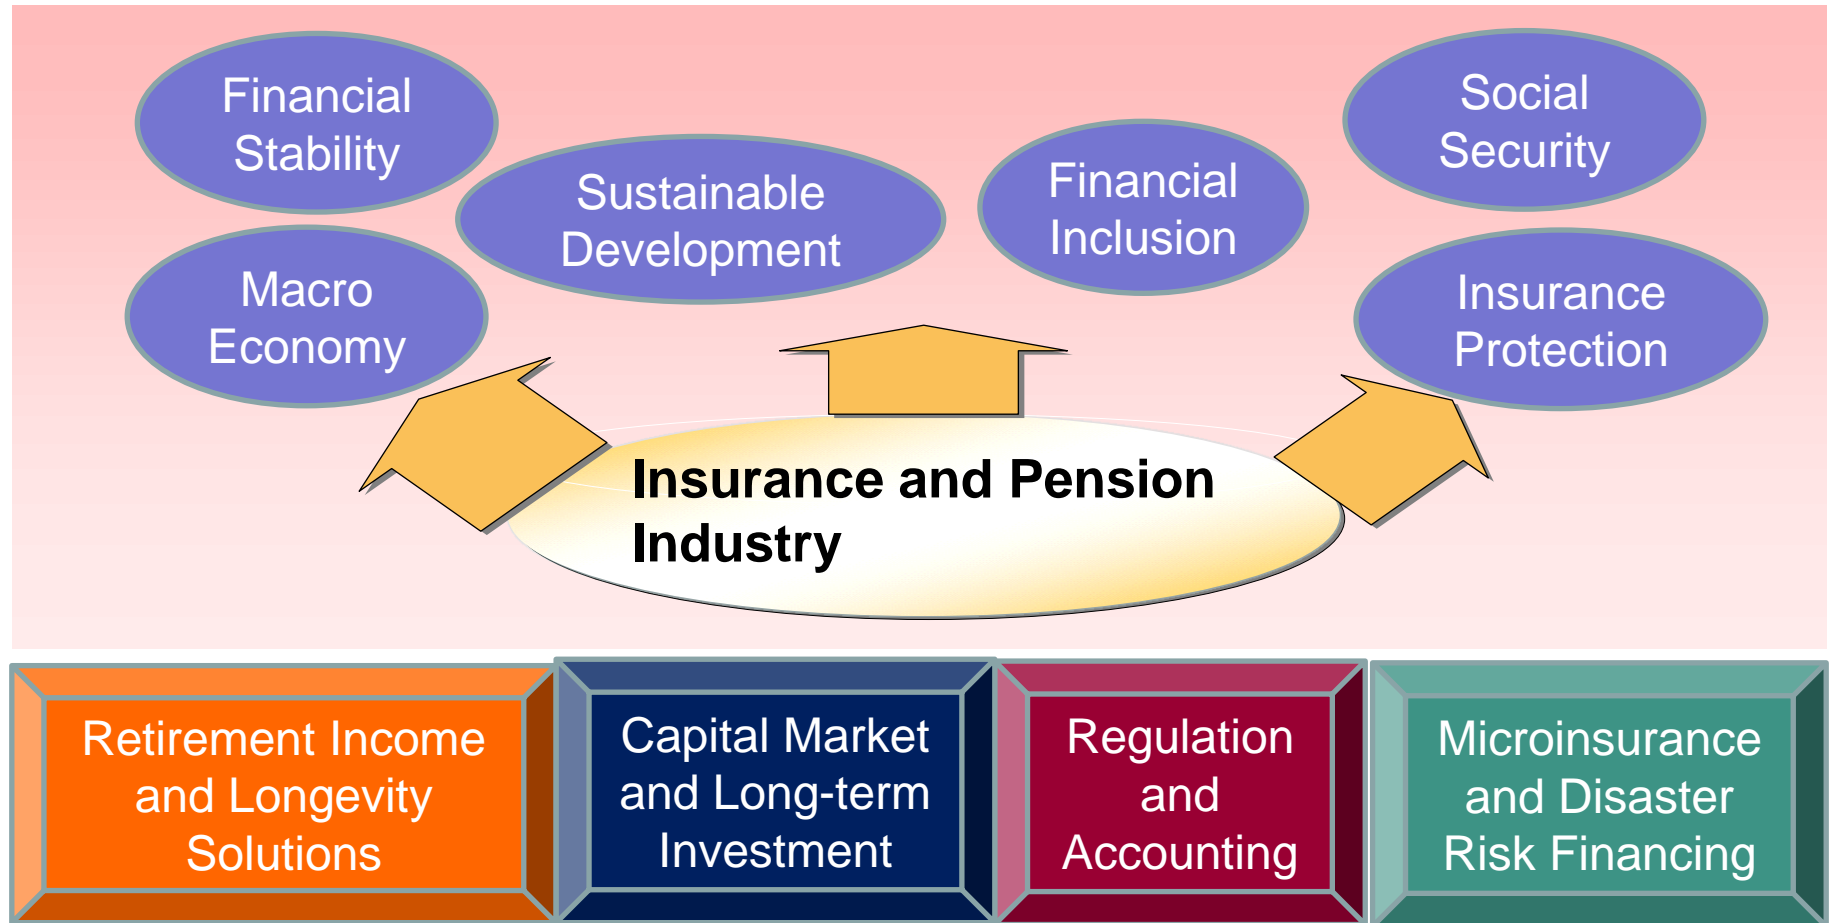 Financial
Stability
Sustainable
Development
Financial
Inclusion
Social
Security
Macro
Economy
Insurance
Protection
Insurance and Pension
Industry
Retirement Income
and Longevity
Solutions
Capital Market
and Long-term
Investment
Regulation
and
Accounting
Microinsurance
and Disaster
Risk Financing